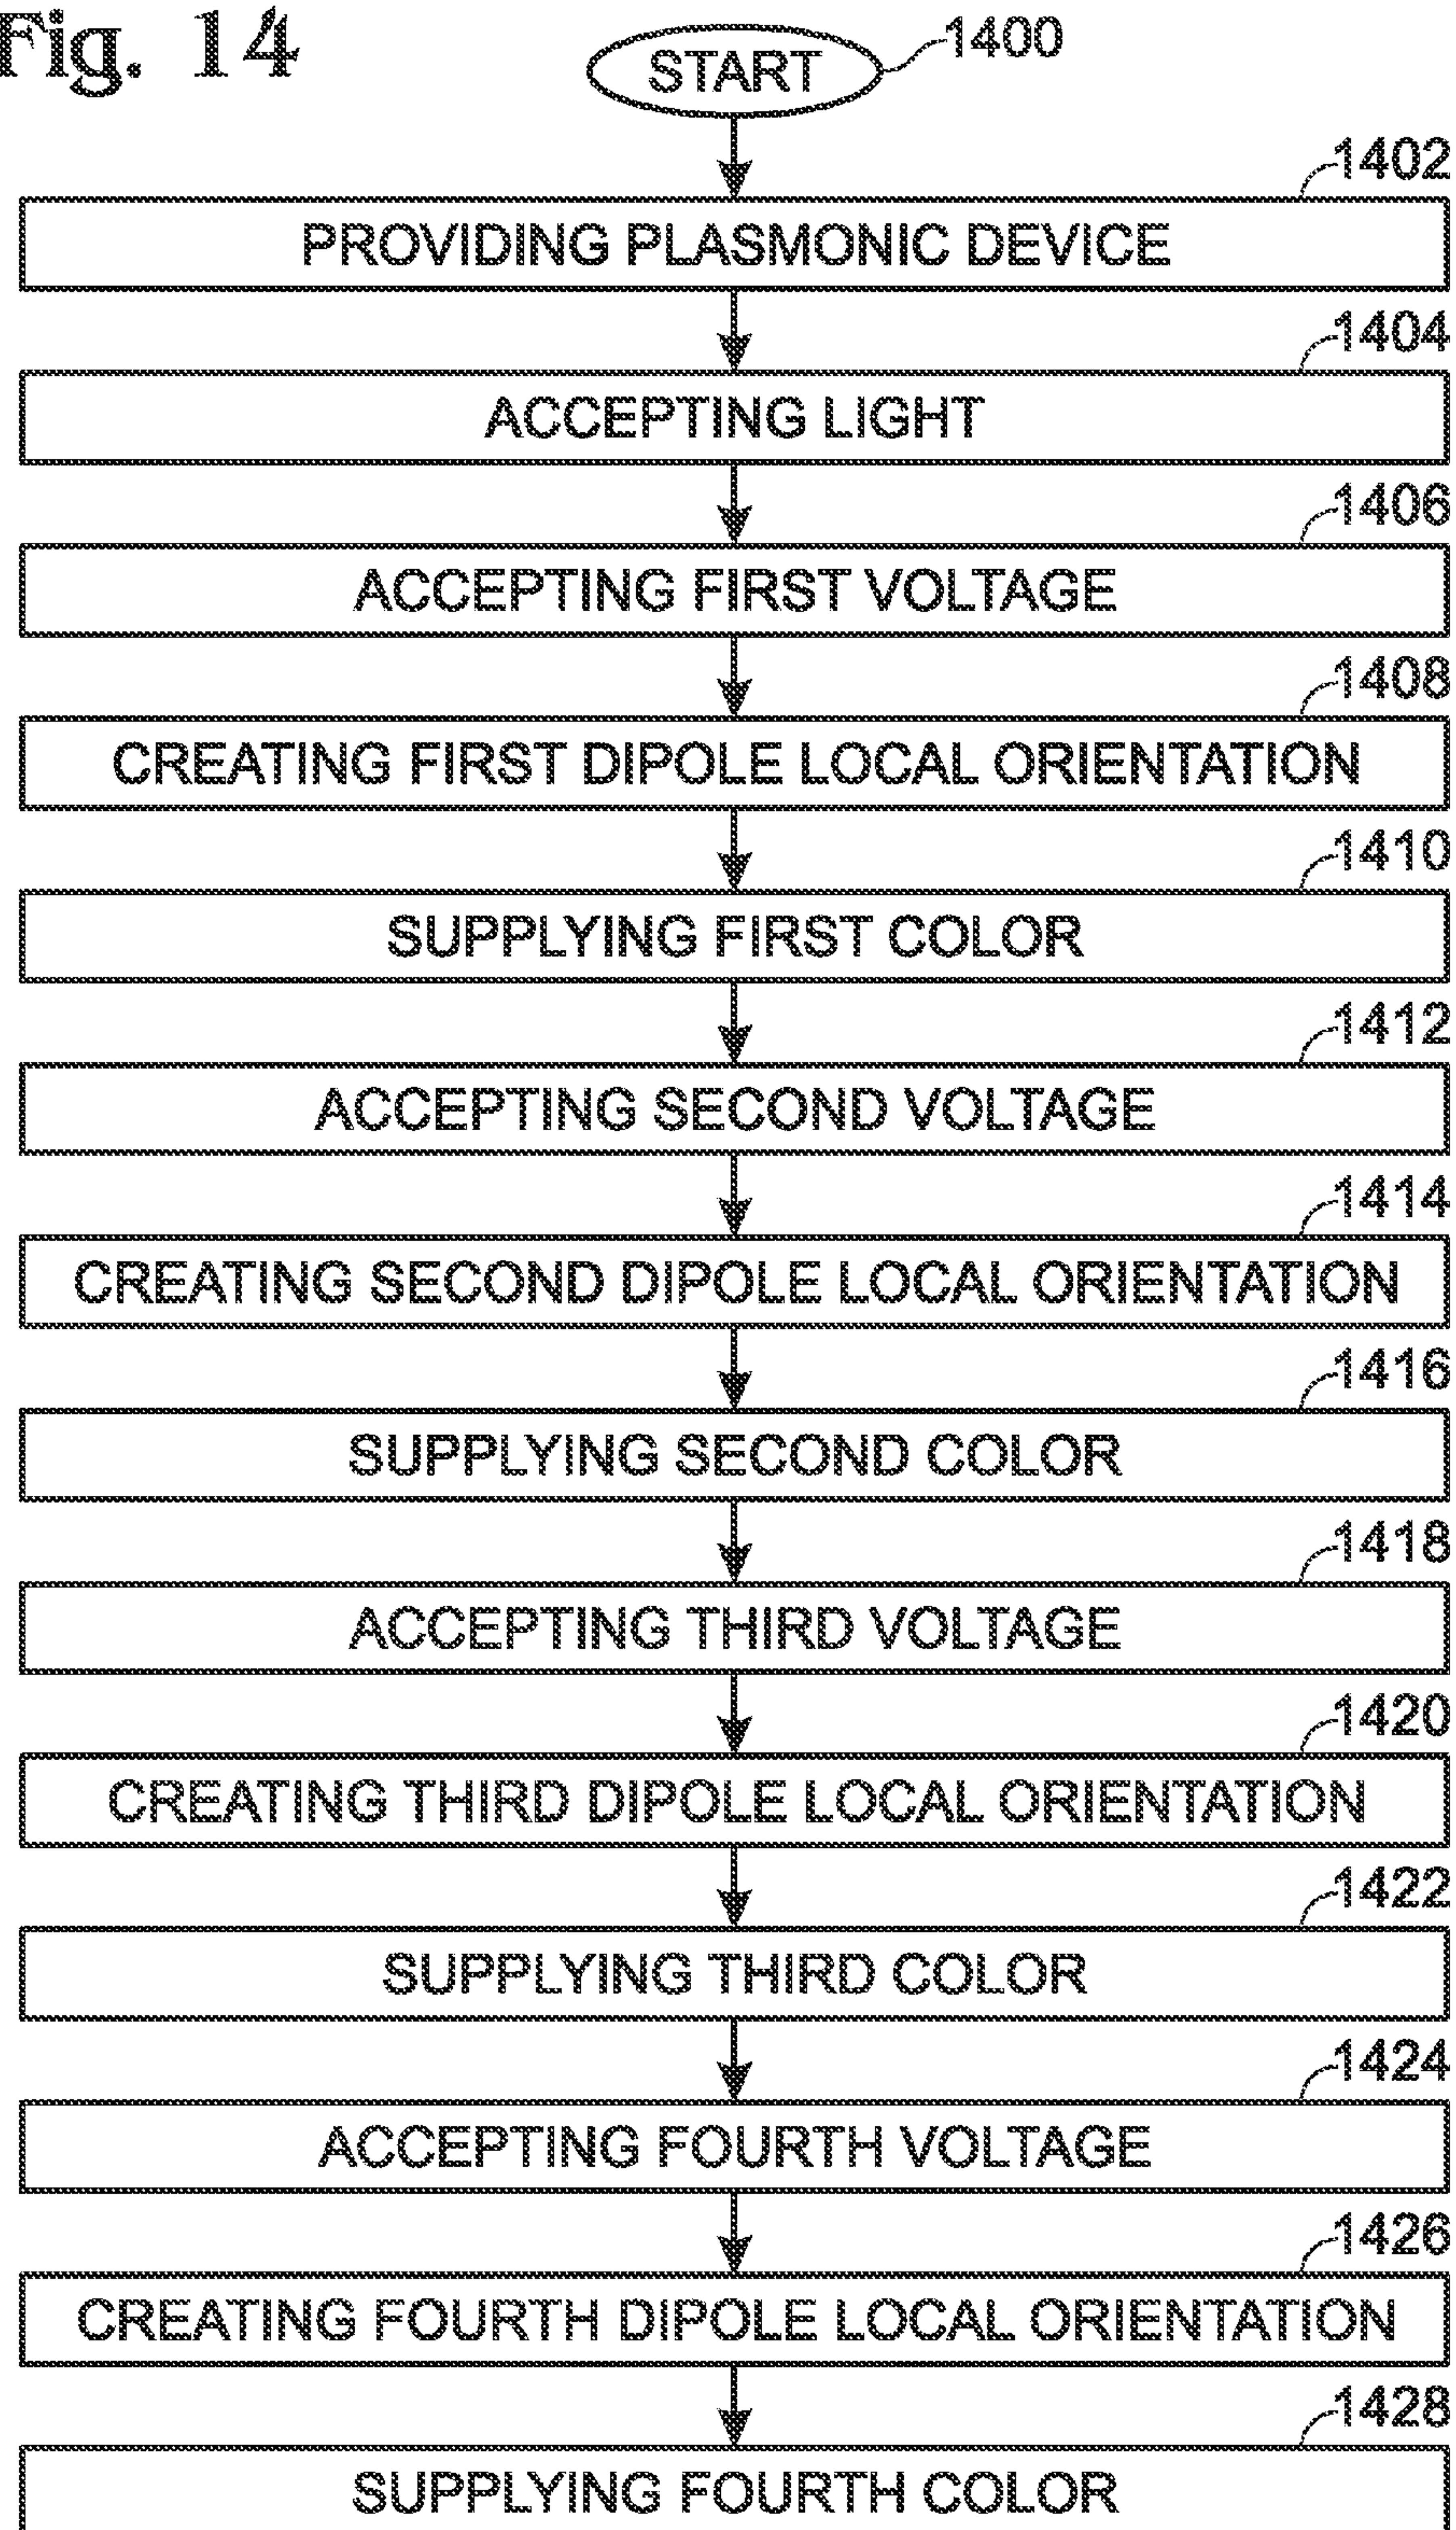 Fig. 14
START
1400
1402
PROVIDING PLASMONIC DEVICE
1404
ACCEPTING LIGHT
1406
ACCEPTING FIRST VOLTAGE
1408
CREATING FIRST DIPOLE LOCAL ORIENTATION
1410
SUPPLYING FIRST COLOR
1412
ACCEPTING SECOND VOLTAGE
1414
CREATING SECOND DIPOLE LOCAL ORIENTATION
1416
SUPPLYING SECOND COLOR
1418
ACCEPTING THIRD VOLTAGE
1420
CREATING THIRD DIPOLE LOCAL ORIENTATION
1422
SUPPLYING THIRD COLOR
1424
ACCEPTING FOURTH VOLTAGE
1426
CREATING FOURTH DIPOLE LOCAL ORIENTATION
1428
SUPPLYING FOURTH COLOR